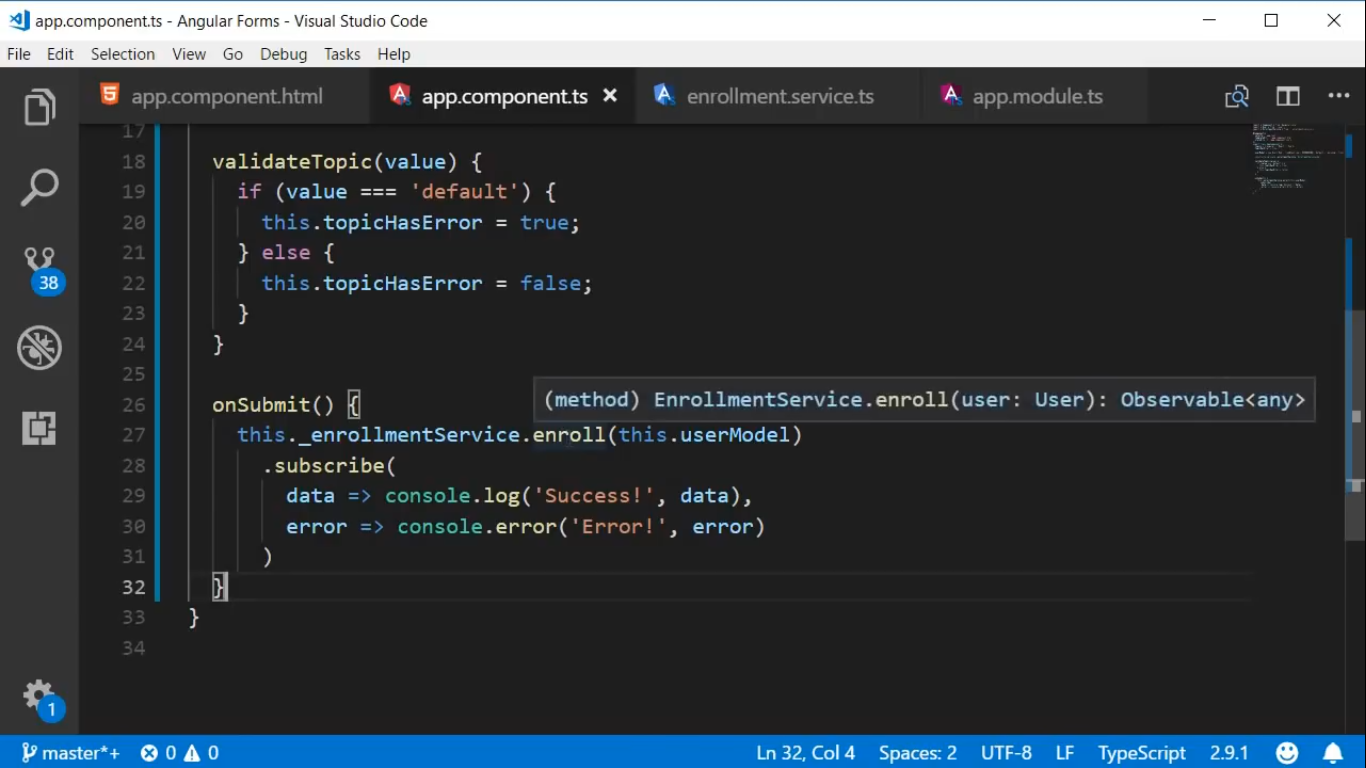 app.component.ts - Angular Forms - Visual Studio Code
File Edit Selection View Go Debug Tasks Help
app.component.html app.component.ts enrollment.service.ts app.module.ts
17
18 validateTopic(value) {
19 if (value === 'default') {
20 this.topicHasError = true;
21 } else {
22 this.topicHasError = false;
23 }
24 }
25
(method) EnrollmentService.enroll(user: User): Observable<any>
26 onSubmit() {
27 this._enrollmentService.enroll(this.userModel)
28 .subscribe(
29 data => console.log('Success!', data),
30 error => console.error('Error!', error)
31 )
32 }
33 }
34
38
1
master*+ 0 0 Ln 32, Col 4 Spaces: 2 UTF-8 LF TypeScript 2.9.1